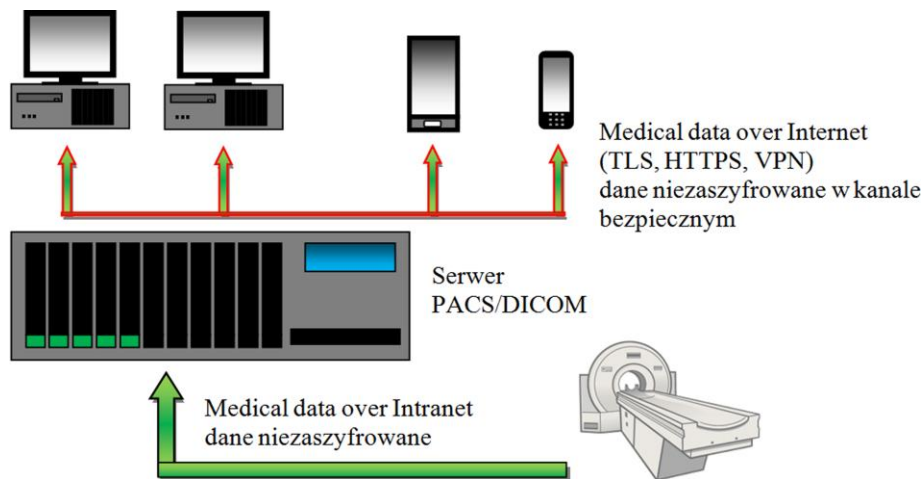 Medical data over Internet
(TLS, HTTPS, VPN)
dane niezaszyfrowane w kanale
bezpiecznym
Serwer
PACS/DICOM
Medical data over Intranet
dane niezaszyfrowane